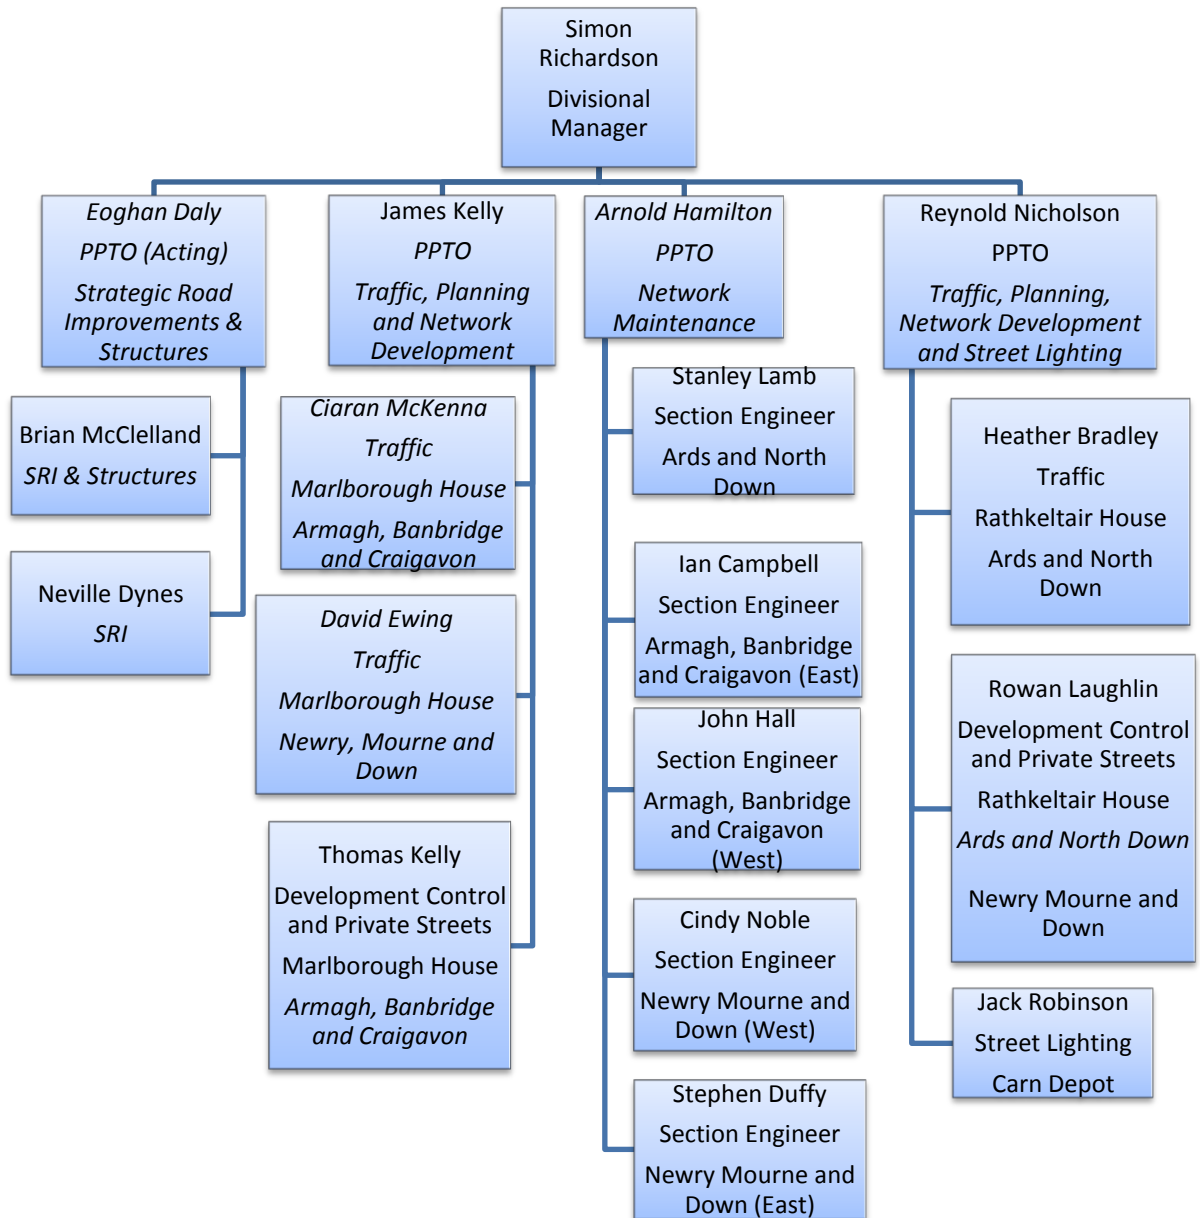 Simon
Richardson
Divisional
Manager
Eoghan Daly
PPTO (Acting)
Strategic Road
Improvements &
Structures
Brian McClelland
SRI & Structures
Neville Dynes
SRI
James Kelly
PPTO
Traffic, Planning
and Network
Development
Ciaran McKenna
Traffic
Marlborough House
Armagh, Banbridge
and Craigavon
David Ewing
Traffic
Marlborough House
Newry, Mourne and
Down
Thomas Kelly
Development Control
and Private Streets
Marlborough House
Armagh, Banbridge
and Craigavon
Arnold Hamilton
PPTO
Network
Maintenance
Stanley Lamb
Section Engineer
Ards and North
Down
Ian Campbell
Section Engineer
Armagh, Banbridge
and Craigavon (East)
John Hall
Section Engineer
Armagh, Banbridge
and Craigavon
(West)
Cindy Noble
Section Engineer
Newry Mourne and
Down (West)
Stephen Duffy
Section Engineer
Newry Mourne and
Down (East)
Reynold Nicholson
PPTO
Traffic, Planning,
Network Development
and Street Lighting
Heather Bradley
Traffic
Rathkeltair House
Ards and North
Down
Rowan Laughlin
Development Control
and Private Streets
Rathkeltair House
Ards and North Down
Newry Mourne and
Down
Jack Robinson
Street Lighting
Carn Depot